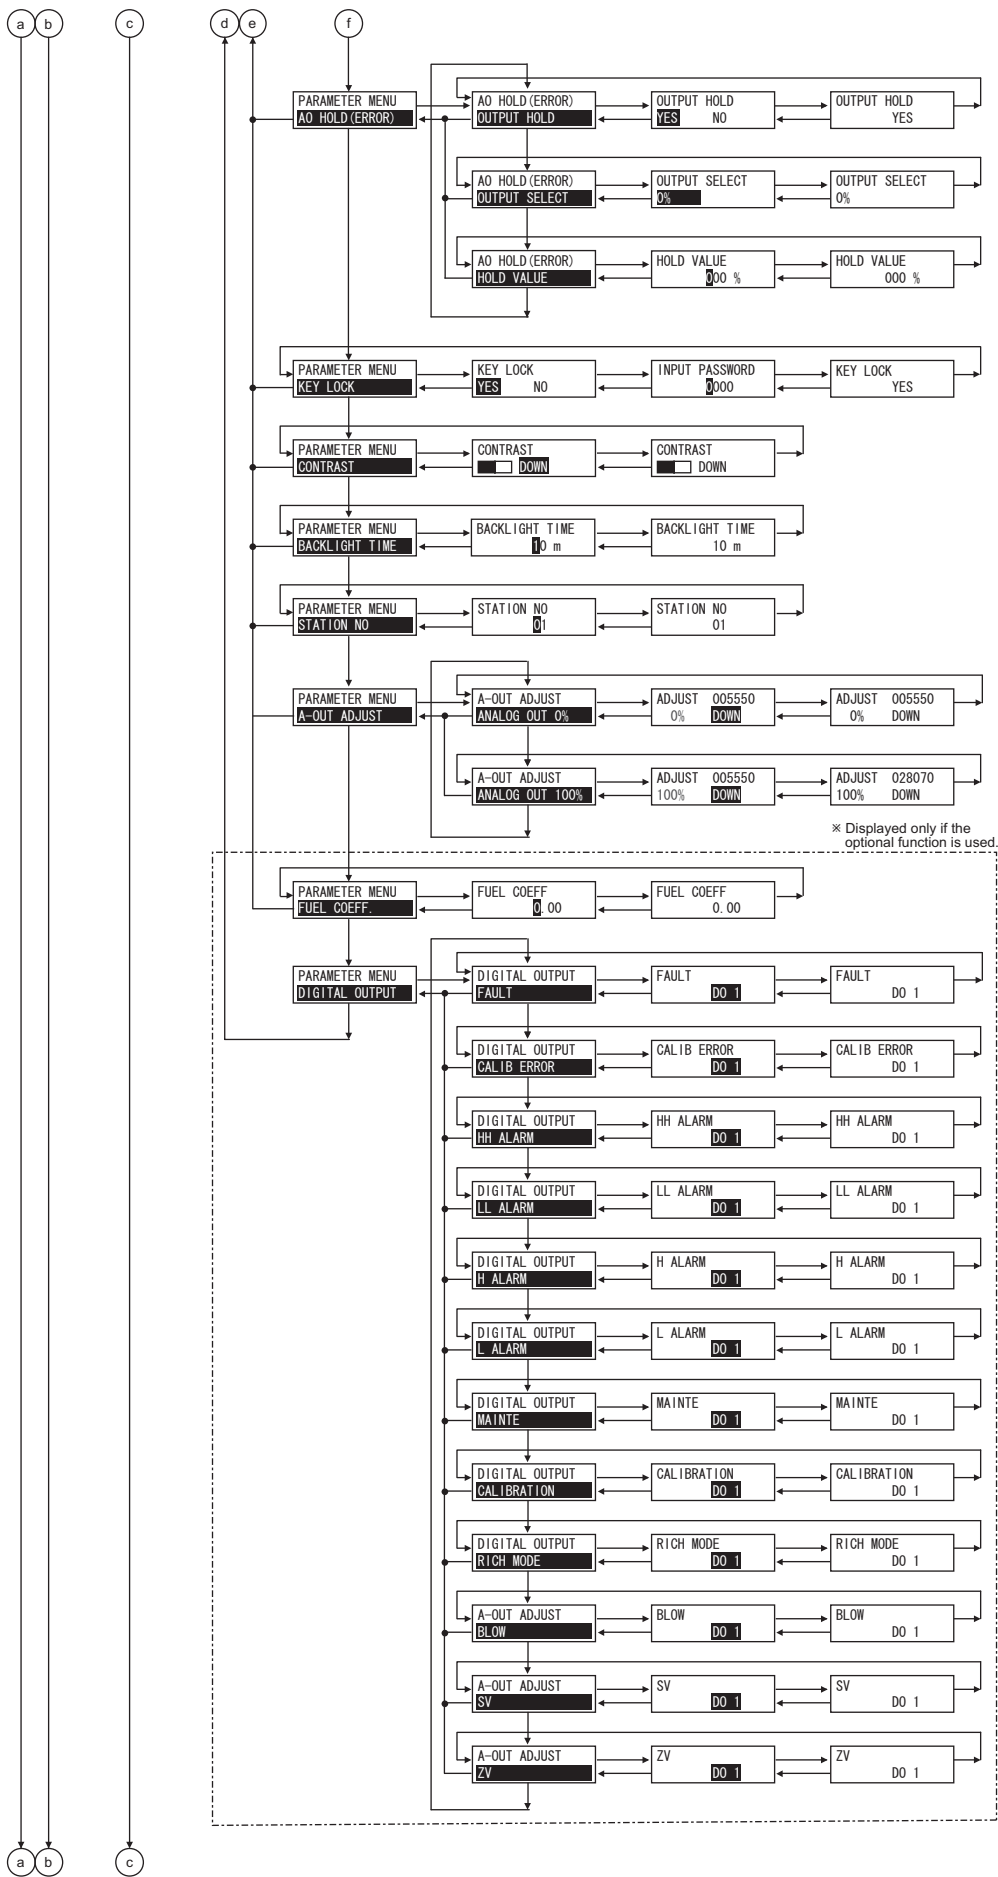 a b c d e f
PARAMETER MENU
AO HOLD(ERROR)
AO HOLD(ERROR)
OUTPUT HOLD
OUTPUT HOLD
YES NO
OUTPUT HOLD
YES
AO HOLD(ERROR)
OUTPUT SELECT
OUTPUT SELECT
0%
OUTPUT SELECT
0%
AO HOLD(ERROR)
HOLD VALUE
HOLD VALUE
000 %
HOLD VALUE
000 %
PARAMETER MENU
KEY LOCK
KEY LOCK
YES NO
INPUT PASSWORD
0000
KEY LOCK
YES
PARAMETER MENU
CONTRAST
CONTRAST
DOWN
CONTRAST
DOWN
PARAMETER MENU
BACKLIGHT TIME
BACKLIGHT TIME
10 m
BACKLIGHT TIME
10 m
PARAMETER MENU
STATION NO
STATION NO
01
STATION NO
01
PARAMETER MENU
A-OUT ADJUST
A-OUT ADJUST
ANALOG OUT 0%
ADJUST 005550
0% DOWN
ADJUST 005550
0% DOWN
A-OUT ADJUST
ANALOG OUT 100%
ADJUST 005550
100% DOWN
ADJUST 028070
100% DOWN
※ Displayed only if the
optional function is used.
PARAMETER MENU
FUEL COEFF.
FUEL COEFF
0.00
FUEL COEFF
0.00
PARAMETER MENU
DIGITAL OUTPUT
DIGITAL OUTPUT
FAULT
FAULT
DO 1
FAULT
DO 1
DIGITAL OUTPUT
CALIB ERROR
CALIB ERROR
DO 1
CALIB ERROR
DO 1
DIGITAL OUTPUT
HH ALARM
HH ALARM
DO 1
HH ALARM
DO 1
DIGITAL OUTPUT
LL ALARM
LL ALARM
DO 1
LL ALARM
DO 1
DIGITAL OUTPUT
H ALARM
H ALARM
DO 1
H ALARM
DO 1
DIGITAL OUTPUT
L ALARM
L ALARM
DO 1
L ALARM
DO 1
DIGITAL OUTPUT
MAINTE
MAINTE
DO 1
MAINTE
DO 1
DIGITAL OUTPUT
CALIBRATION
CALIBRATION
DO 1
CALIBRATION
DO 1
DIGITAL OUTPUT
RICH MODE
RICH MODE
DO 1
RICH MODE
DO 1
A-OUT ADJUST
BLOW
BLOW
DO 1
BLOW
DO 1
A-OUT ADJUST
SV
SV
DO 1
SV
DO 1
A-OUT ADJUST
ZV
ZV
DO 1
ZV
DO 1
a b c